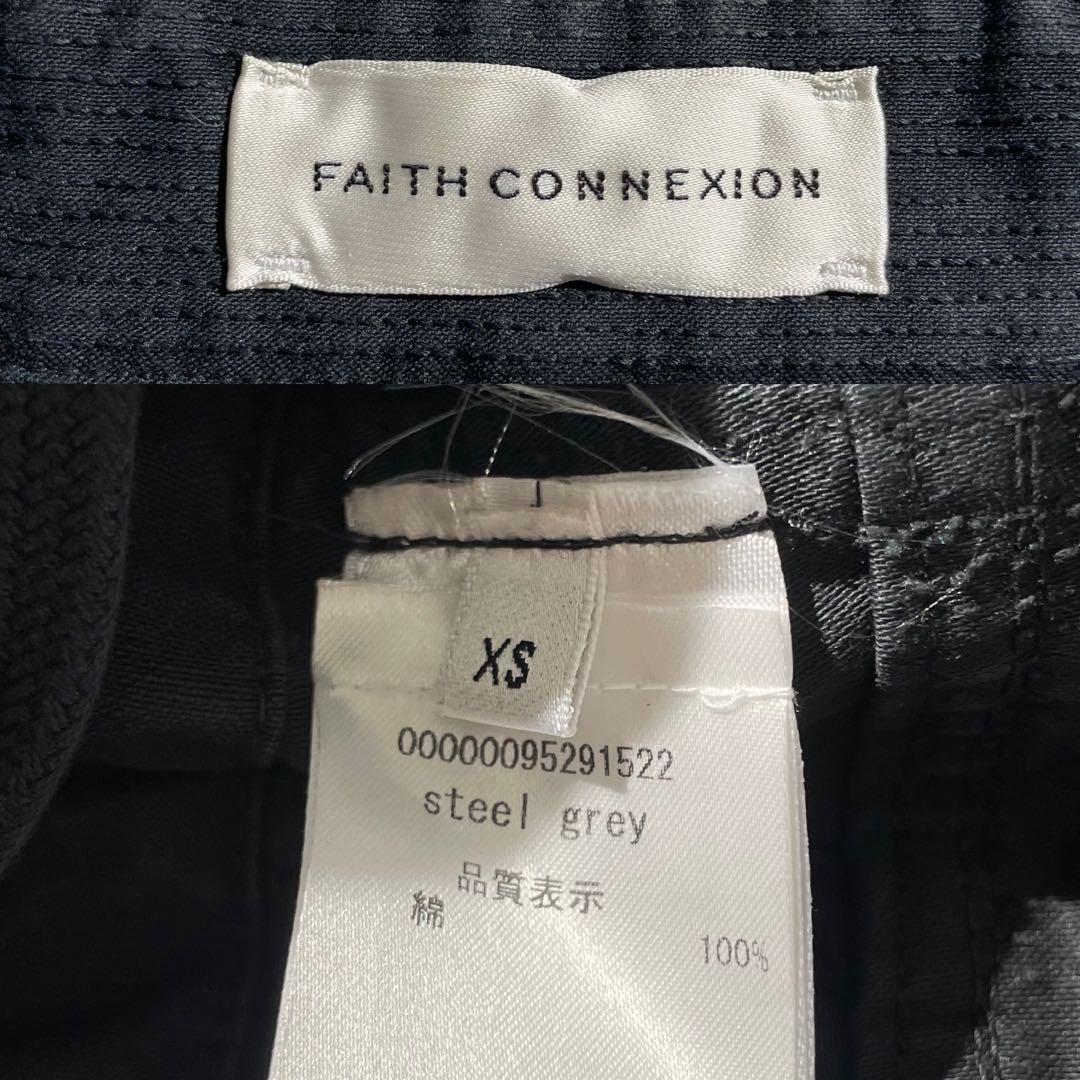 FAITH CONNEXION
XS
00000095291522
steel grey
品質表示
綿
100%